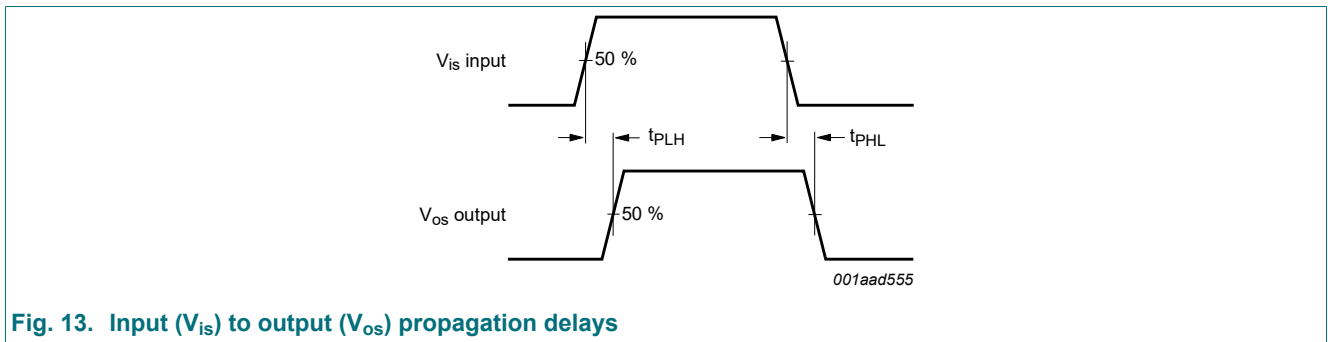 V_is input
50 %
t_PLH
t_PHL
V_os output
50 %
001aad555
Fig. 13. Input (V_is) to output (V_os) propagation delays